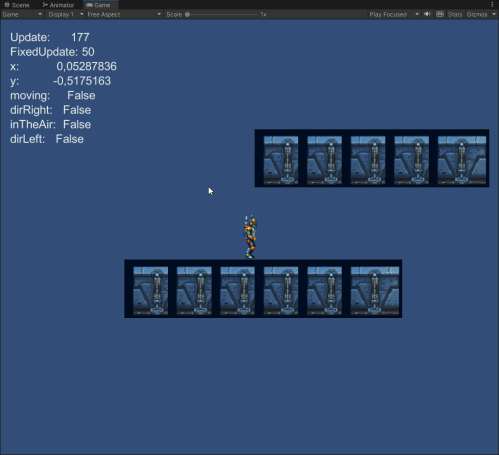 Scene Animator Game
Game Display 1 Free Aspect Scale 1x Play Focused Stats Gizmos
Update: 177
FixedUpdate: 50
x: 0,05287836
y: -0,5175163
moving: False
dirRight: False
inTheAir: False
dirLeft: False